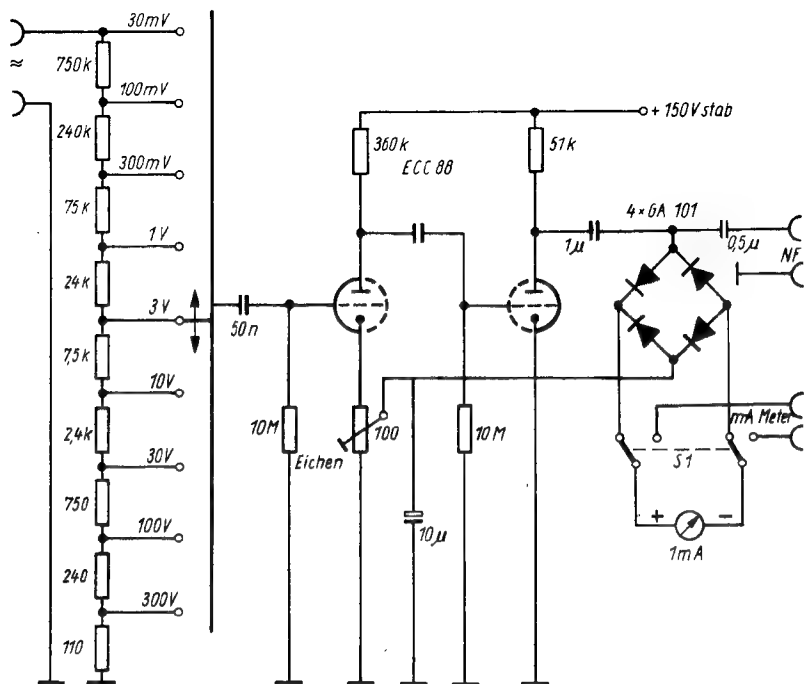 30mV
≈
750k
100mV
240k
300mV
75k
1V
24k
3V
7,5k
10V
2,4k
30V
750
100V
240
300V
110
50n
10M
Eichen
360k
ECC 88
51k
+ 150V stab
100
10M
10µ
1µ
4×GA 101
0,5µ
NF
mA Meter
S1
+
−
1mA